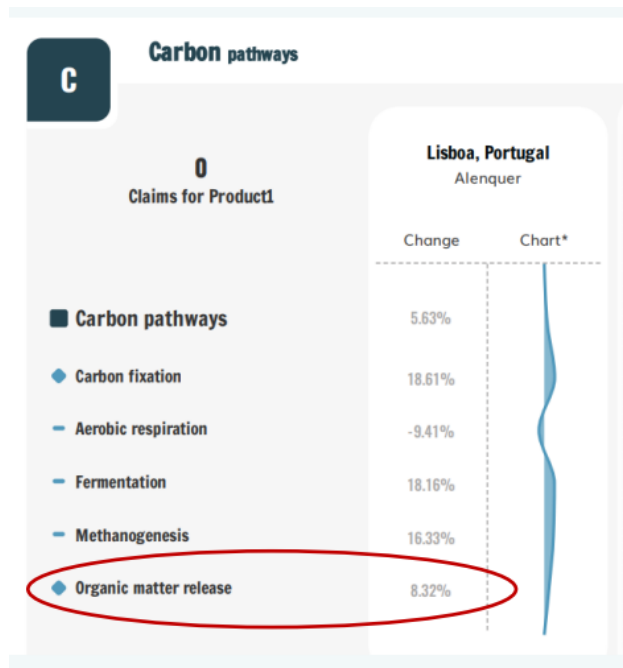 C
Carbon pathways
0
Claims for Product1
Lisboa, Portugal
Alenquer
Change Chart*
Carbon pathways 5.63%
Carbon fixation 18.61%
Aerobic respiration -9.41%
Fermentation 18.16%
Methanogenesis 16.33%
Organic matter release 8.32%